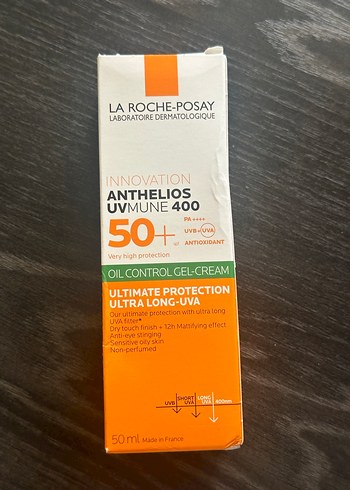 LA ROCHE-POSAY
LABORATOIRE DERMATOLOGIQUE
INNOVATION
ANTHELIOS
UVMUNE 400
50+
PA ++++
UVB+UVA
ANTIOXIDANT
Very high protection
OIL CONTROL GEL-CREAM
ULTIMATE PROTECTION
ULTRA LONG-UVA
Our ultimate protection with ultra long
UVA filter*
Dry touch finish + 12h Mattifying effect
Anti-eye stinging
Sensitive oily skin
Non-perfumed
UVB
SHORT UVA
LONG UVA
400nm
50 ml Made in France